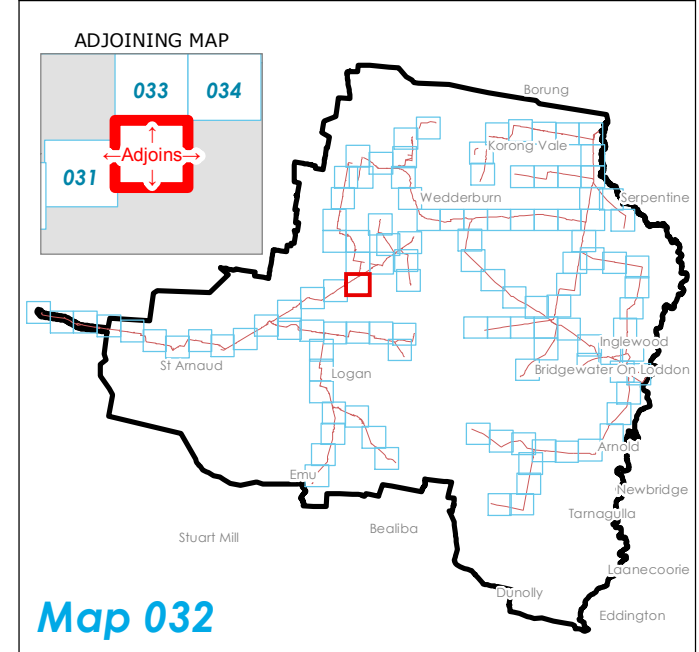 ADJOINING MAP
033
034
Adjoins
031
Borung
Korong Vale
Wedderburn
Serpentine
Inglewood
St Arnaud
Bridgewater On Loddon
Logan
Arnold
Emu
Newbridge
Tarnagulla
Bealiba
Stuart Mill
Laanecoorie
Dunolly
Eddington
Map 032